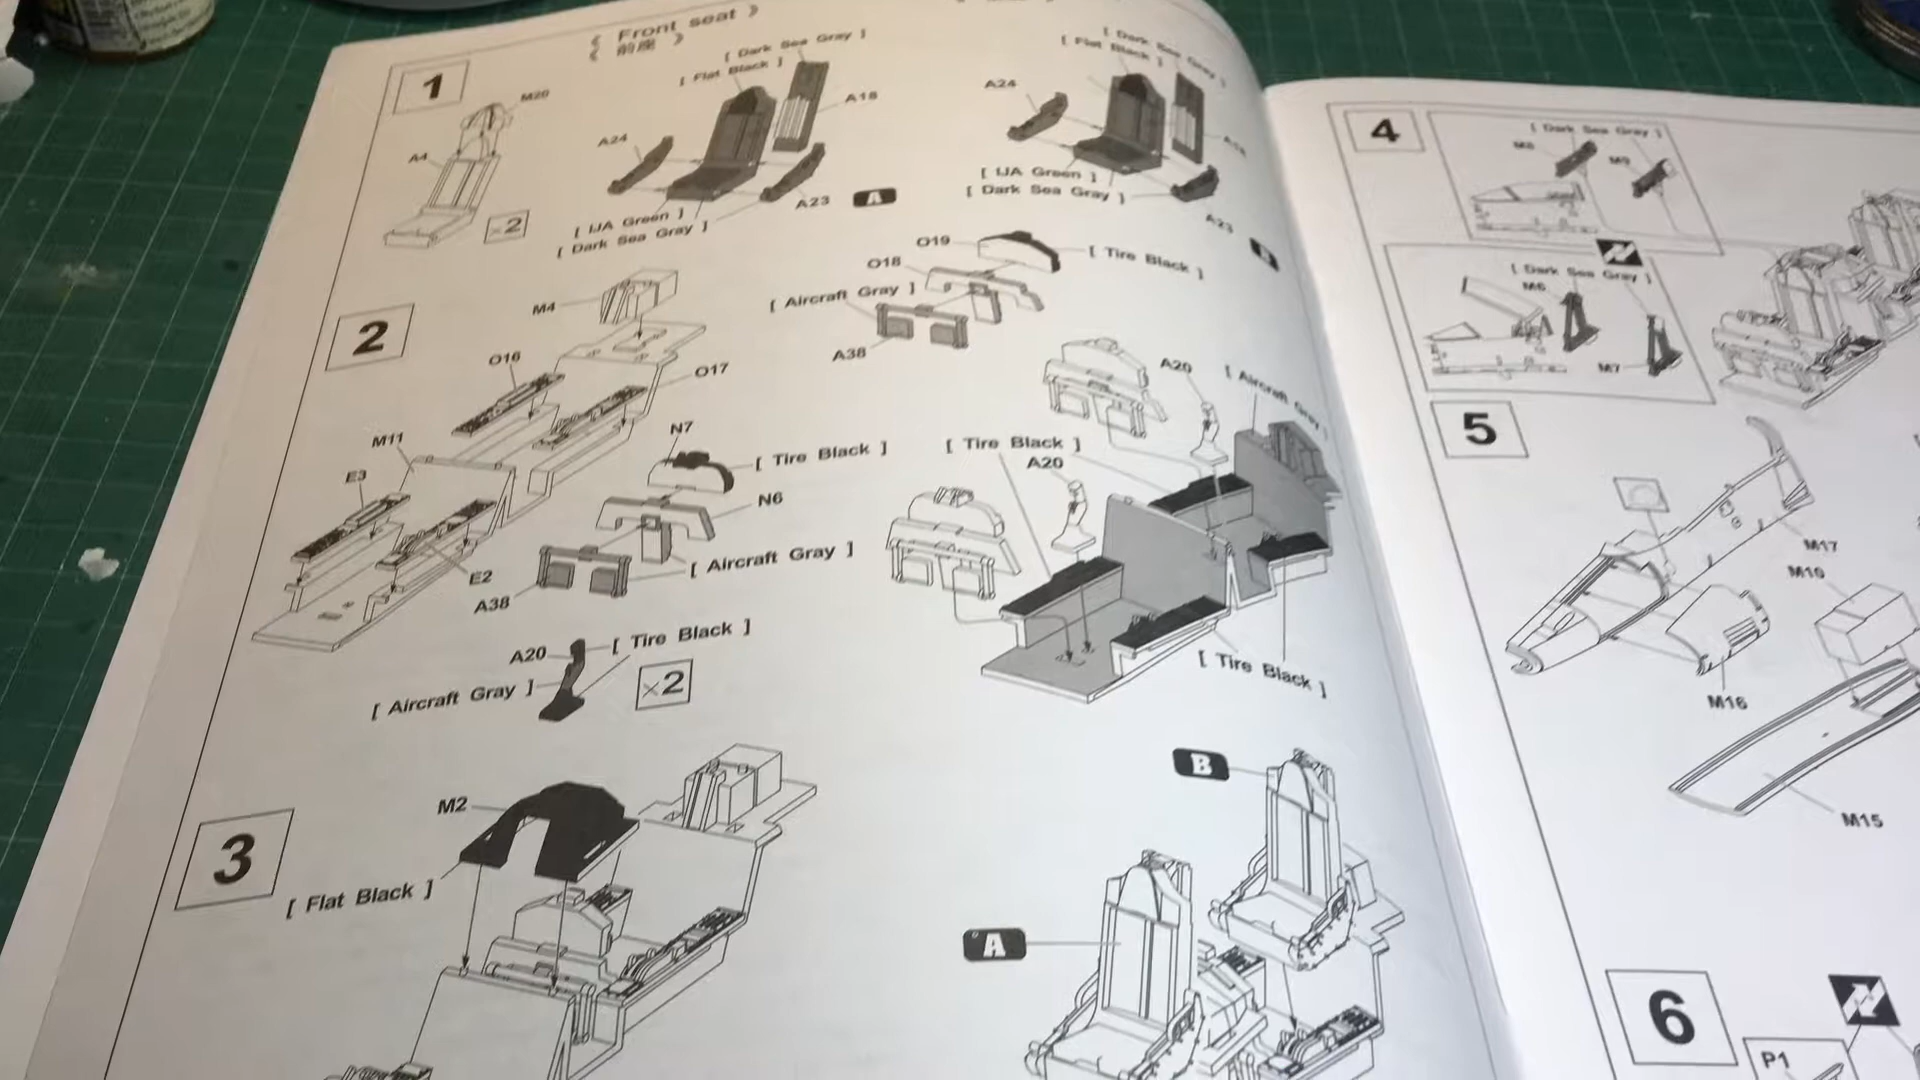 1
《 Front seat 》
《 前座 》
[ Dark Sea Gray ]
[ Flat Black ]
M20
A4
×2
A24
A18
A23
A
[ IJA Green ]
[ Dark Sea Gray ]
[ Dark Sea Gray ]
[ Flat Black ]
A24
[ IJA Green ]
[ Dark Sea Gray ]
A23
2
M4
O16
O17
M11
E3
E2
O19
O18
[ Tire Black ]
[ Aircraft Gray ]
A38
N7
[ Tire Black ]
N6
[ Aircraft Gray ]
A38
A20
[ Tire Black ]
[ Aircraft Gray ]
×2
A20
[ Aircraft Gray ]
[ Tire Black ]
A20
[ Tire Black ]
3
M2
[ Flat Black ]
B
A
4
[ Dark Sea Gray ]
M8
M9
[ Dark Sea Gray ]
M6
M7
5
M17
M10
M16
M15
6
P1